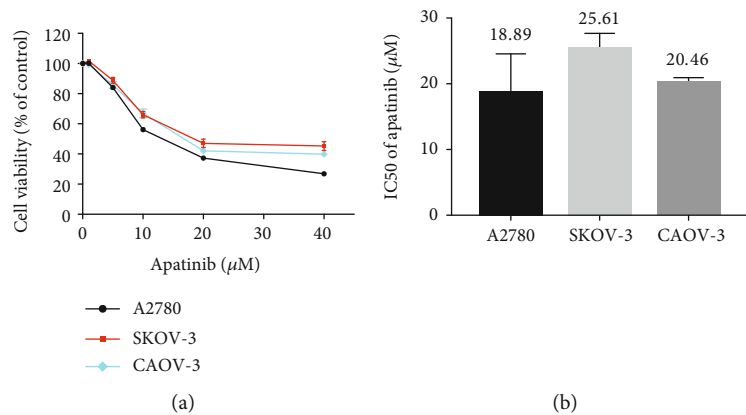 Cell viability (% of control)
120
100
80
60
40
20
0
0
10
20
30
40
Apatinib (μM)
A2780
SKOV-3
CAOV-3
(a)
IC50 of apatinib (μM)
30
20
10
0
18.89
25.61
20.46
A2780
SKOV-3
CAOV-3
(b)